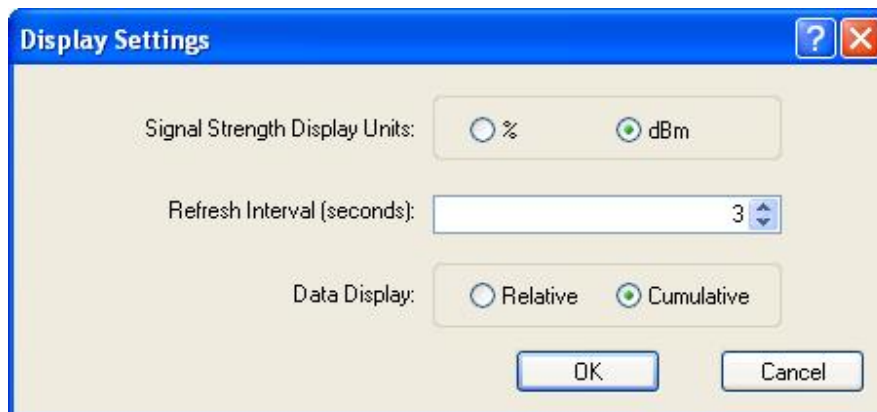 Display Settings
Signal Strength Display Units: % dBm
Refresh Interval (seconds): 3
Data Display: Relative Cumulative
OK Cancel